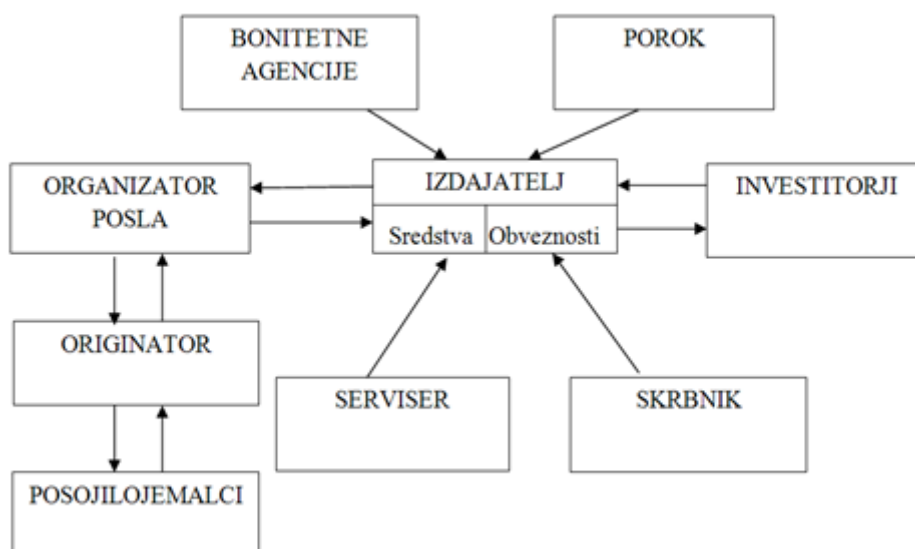 BONITETNE
AGENCIJE
POROK
ORGANIZATOR
POSLA
IZDAJATELJ
Sredstva
Obveznosti
INVESTITORJI
ORIGINATOR
SERVISER
SKRBNIK
POSOJILOJEMALCI